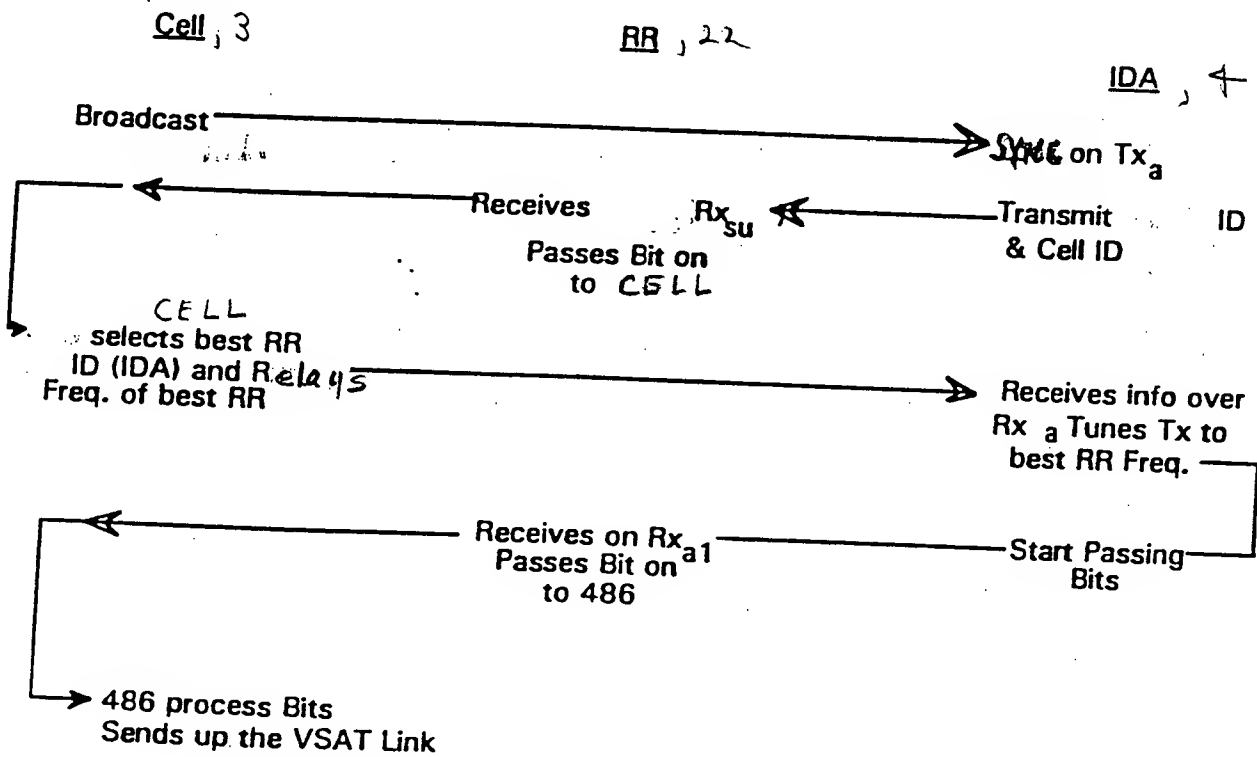 Cell, 3
RR, 22
IDA, 4
Broadcast
on Tx a
Receives Rx su Transmit ID
& Cell ID
Passes Bit on
to CELL
CELL
selects best RR
ID (IDA) and Relays
Freq. of best RR
Receives info over
Rx a Tunes Tx to
best RR Freq.
Receives on Rx a1
Passes Bit on
to 486
Start Passing
Bits
486 process Bits
Sends up the VSAT Link